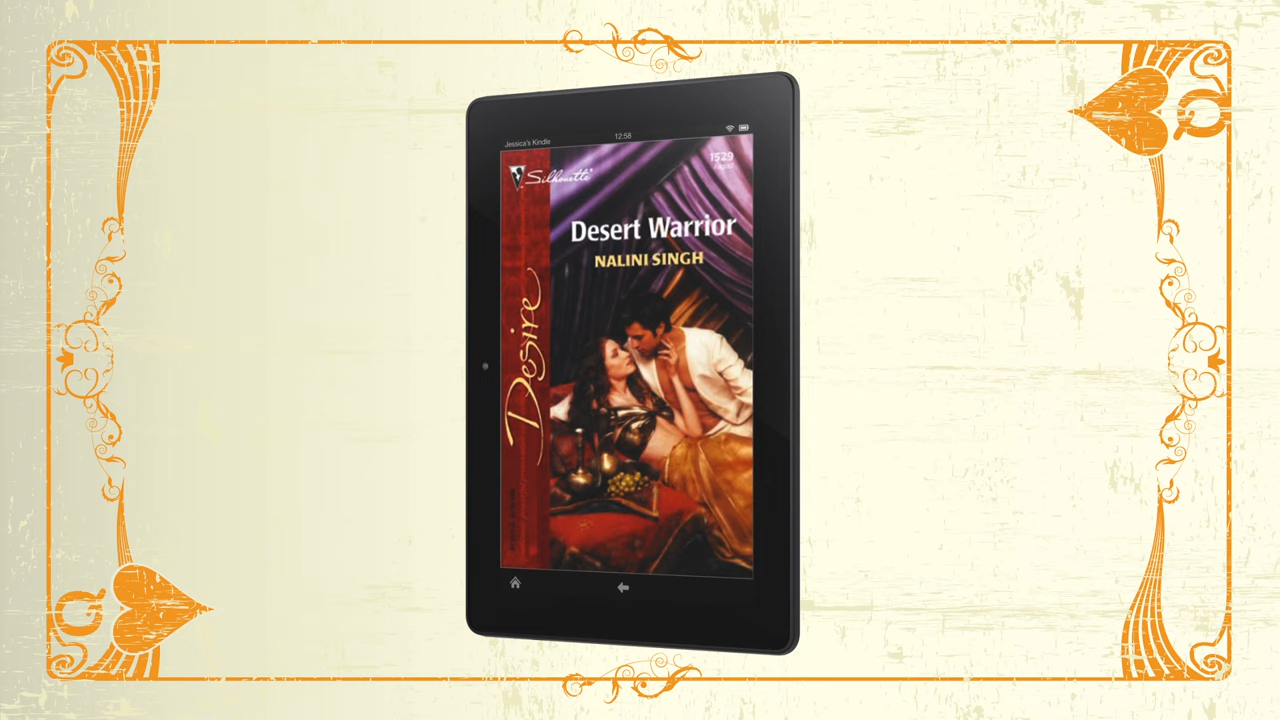 Q
Jessica's Kindle
12:58
1529
Silhouette®
Desert Warrior
NALINI SINGH
Desire
Q